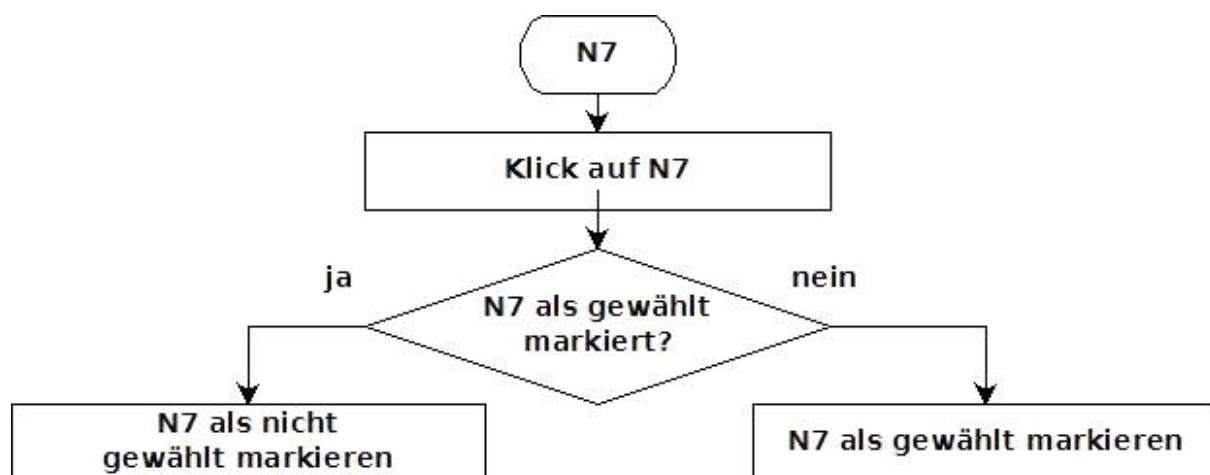 N7
Klick auf N7
ja
nein
N7 als gewählt
markiert?
N7 als nicht
gewählt markieren
N7 als gewählt markieren